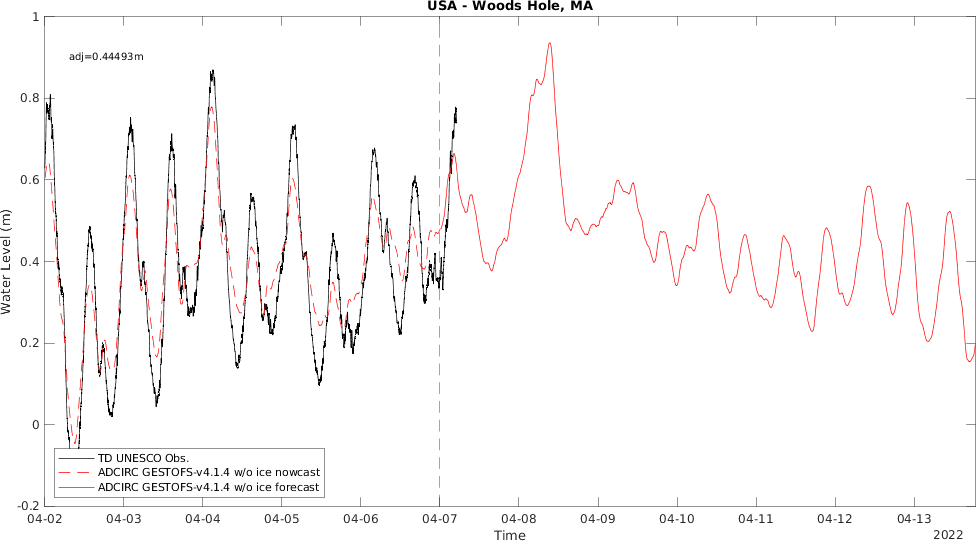 USA - Woods Hole, MA
adj=0.44493m
Water Level (m)
1
0.8
0.6
0.4
0.2
0
-0.2
TD UNESCO Obs.
ADCIRC GESTOFS-v4.1.4 w/o ice nowcast
ADCIRC GESTOFS-v4.1.4 w/o ice forecast
04-02 04-03 04-04 04-05 04-06 04-07 04-08 04-09 04-10 04-11 04-12 04-13
Time
2022